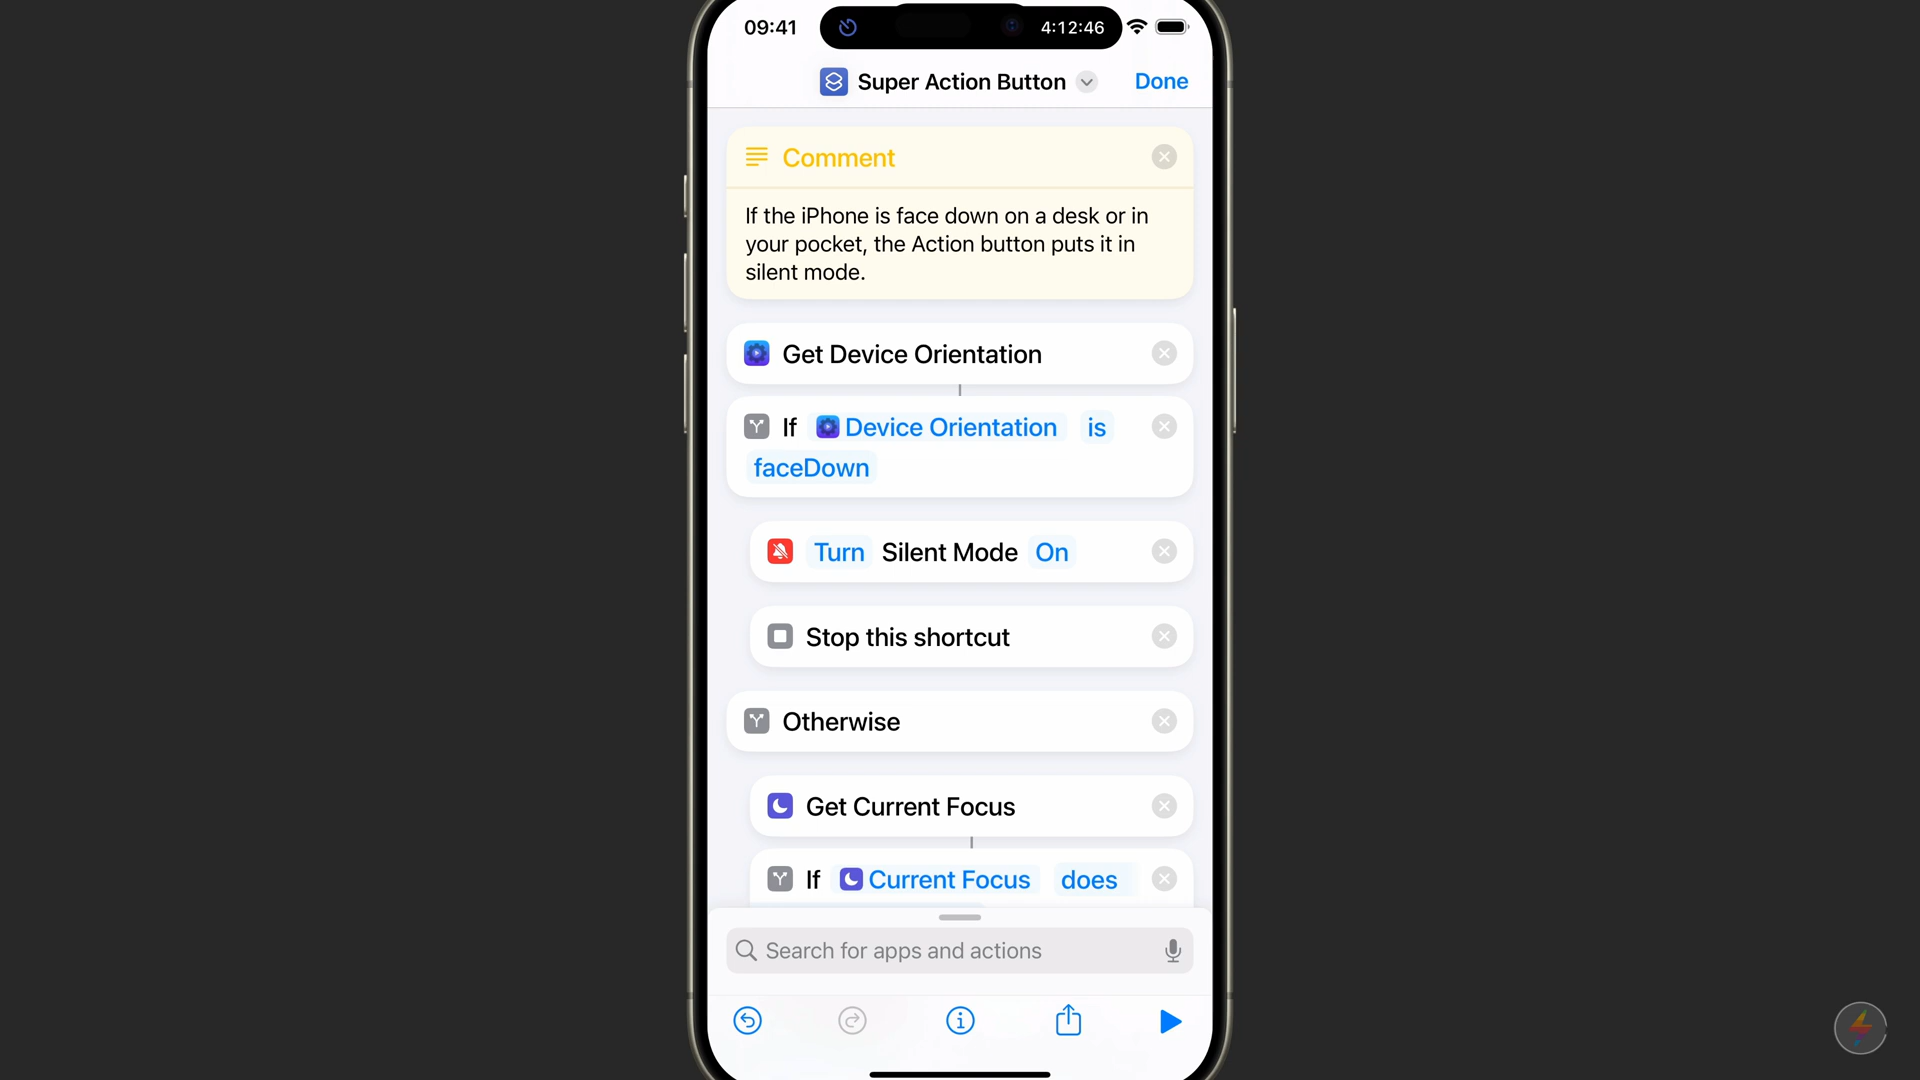 09:41
4:12:46
Super Action Button
Done
Comment
If the iPhone is face down on a desk or in
your pocket, the Action button puts it in
silent mode.
Get Device Orientation
If Device Orientation is
faceDown
Turn Silent Mode On
Stop this shortcut
Otherwise
Get Current Focus
If Current Focus does
Search for apps and actions